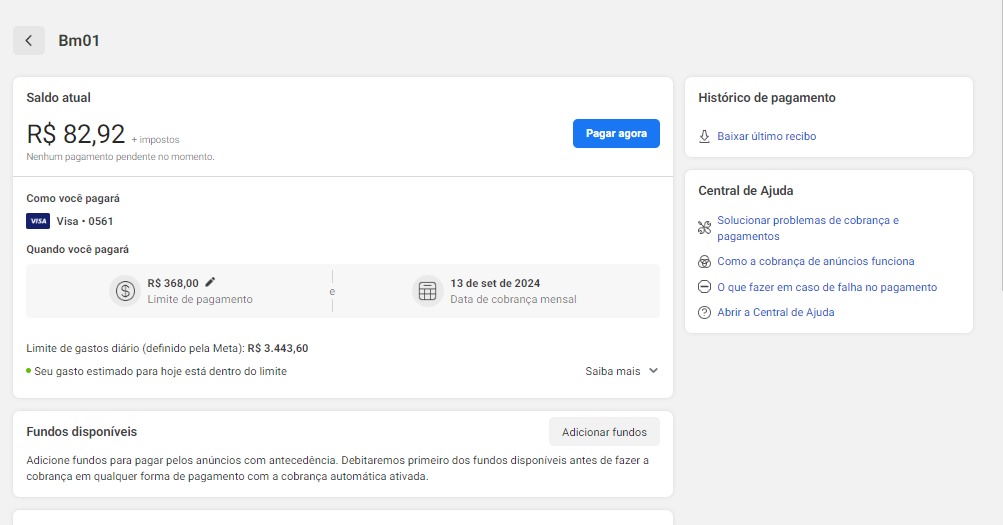 Bm01
Saldo atual
R$ 82,92 + impostos
Pagar agora
Nenhum pagamento pendente no momento.
Como você pagará
VISA Visa • 0561
Quando você pagará
R$ 368,00
Limite de pagamento
e
13 de set de 2024
Data de cobrança mensal
Limite de gastos diário (definido pela Meta): R$ 3.443,60
Seu gasto estimado para hoje está dentro do limite
Saiba mais
Fundos disponíveis
Adicionar fundos
Adicione fundos para pagar pelos anúncios com antecedência. Debitaremos primeiro dos fundos disponíveis antes de fazer a
cobrança em qualquer forma de pagamento com a cobrança automática ativada.
Histórico de pagamento
Baixar último recibo
Central de Ajuda
Solucionar problemas de cobrança e
pagamentos
Como a cobrança de anúncios funciona
O que fazer em caso de falha no pagamento
Abrir a Central de Ajuda